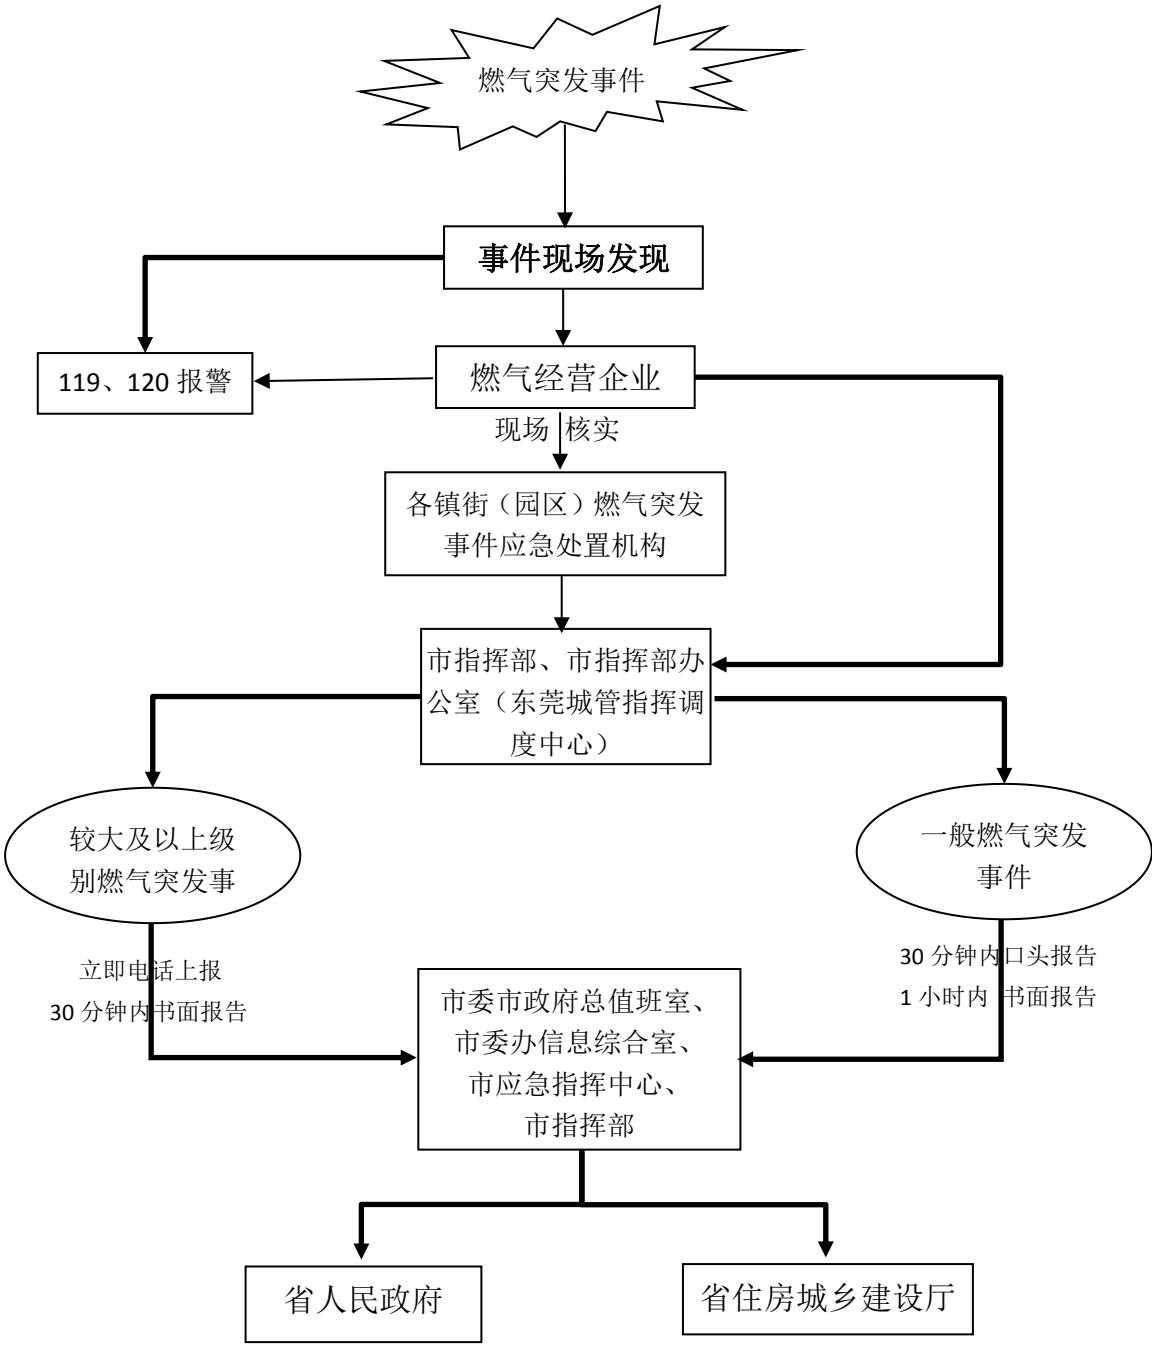 燃气突发事件
事件现场发现
119、120 报警
燃气经营企业
现场 核实
各镇街（园区）燃气突发
事件应急处置机构
市指挥部、市指挥部办
公室（东莞城管指挥调
度中心）
较大及以上级
别燃气突发事
一般燃气突发
事件
立即电话上报
30 分钟内书面报告
30 分钟内口头报告
1 小时内 书面报告
市委市政府总值班室、
市委办信息综合室、
市应急指挥中心、
市指挥部
省人民政府
省住房城乡建设厅